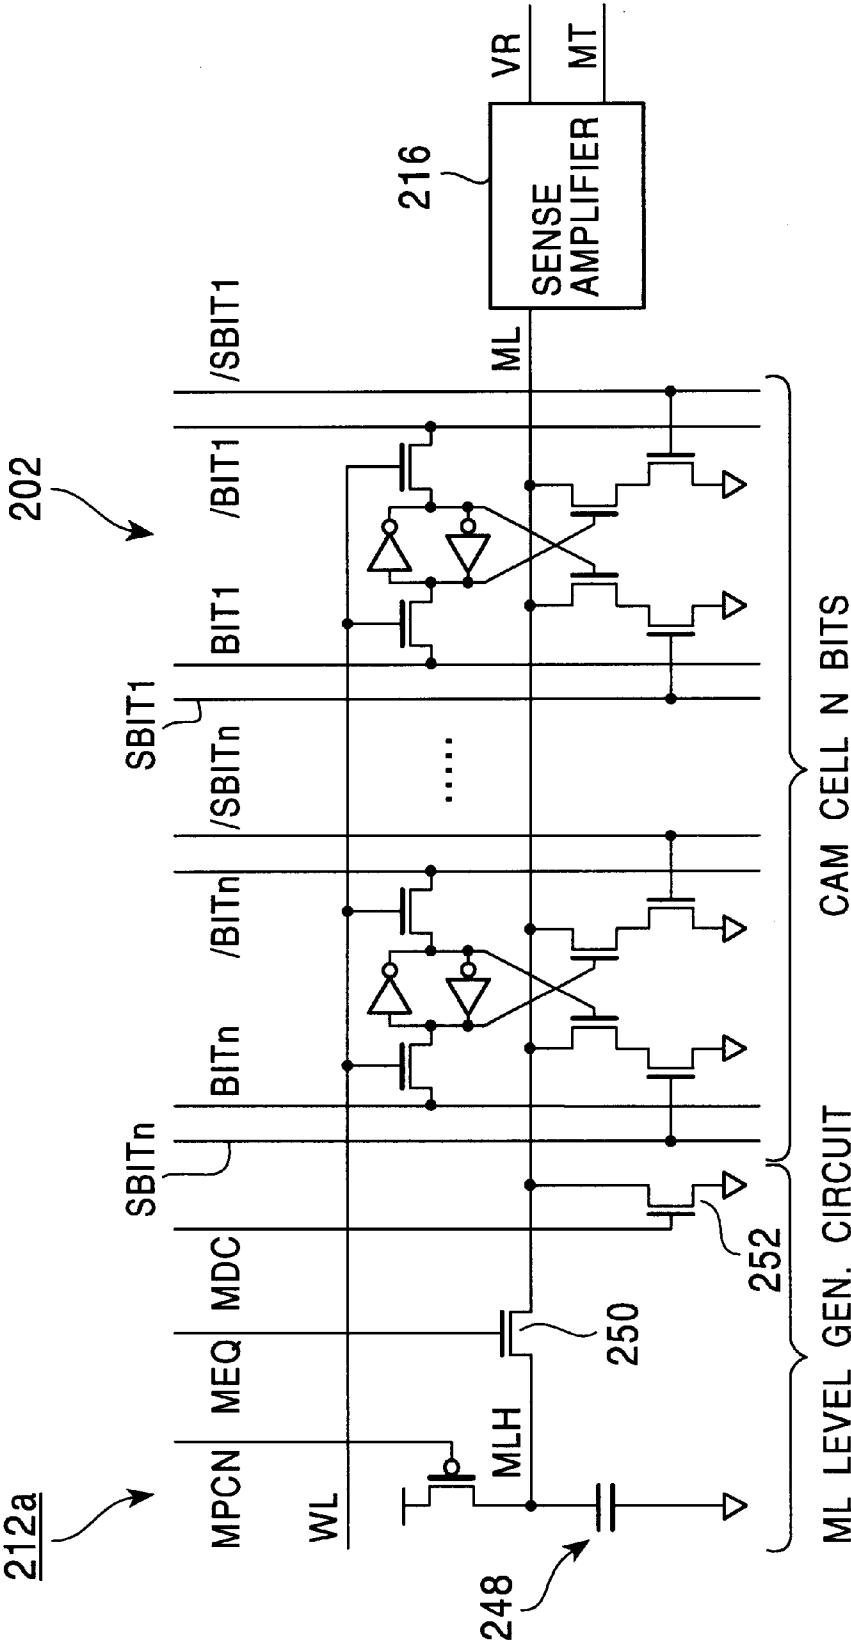 212a
202
MPCN
MEQ
MDC
SBITn
BITn
/BITn
/SBITn
SBIT1
BIT1
/BIT1
/SBIT1
WL
216
MLH
ML
VR
MT
SENSE
AMPLIFIER
248
250
252
.....
ML LEVEL GEN. CIRCUIT
CAM CELL N BITS